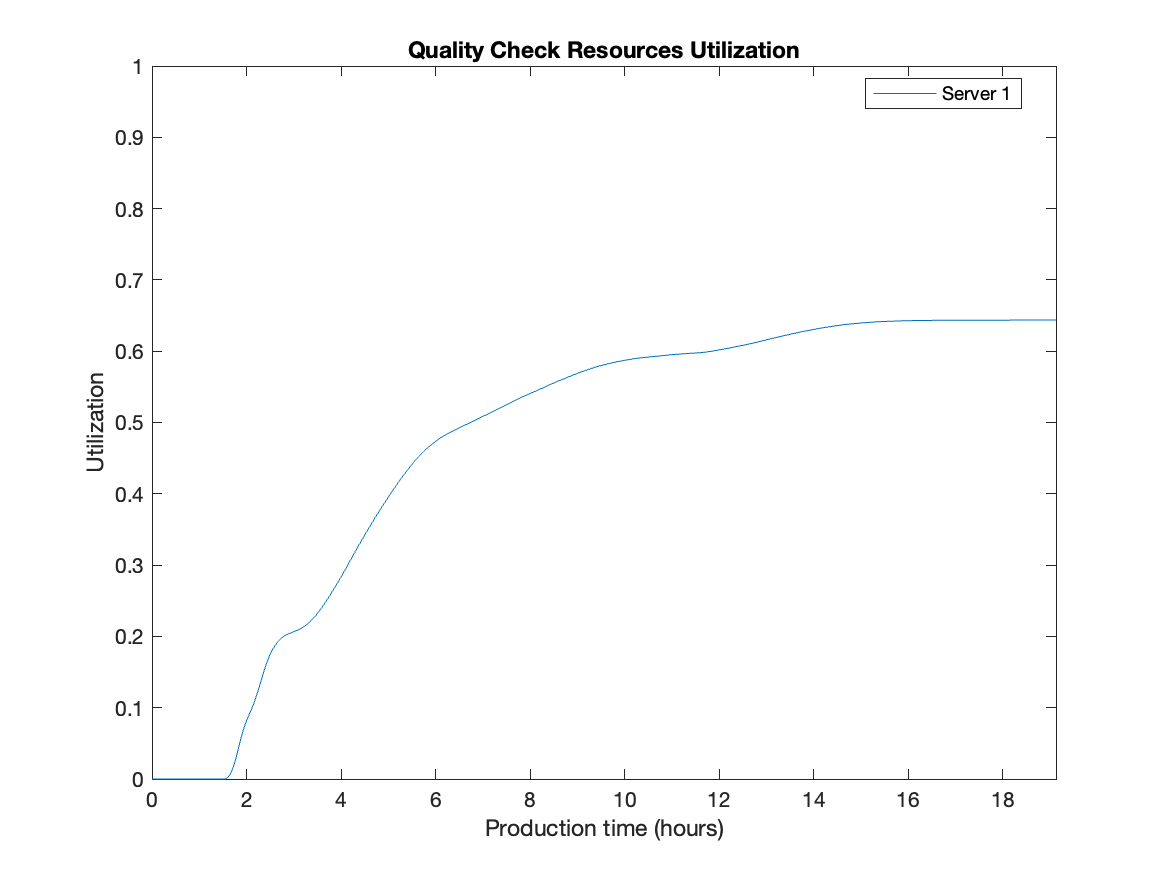 Quality Check Resources Utilization
Server 1
1
0.9
0.8
0.7
0.6
0.5
0.4
0.3
0.2
0.1
0
Utilization
0 2 4 6 8 10 12 14 16 18
Production time (hours)